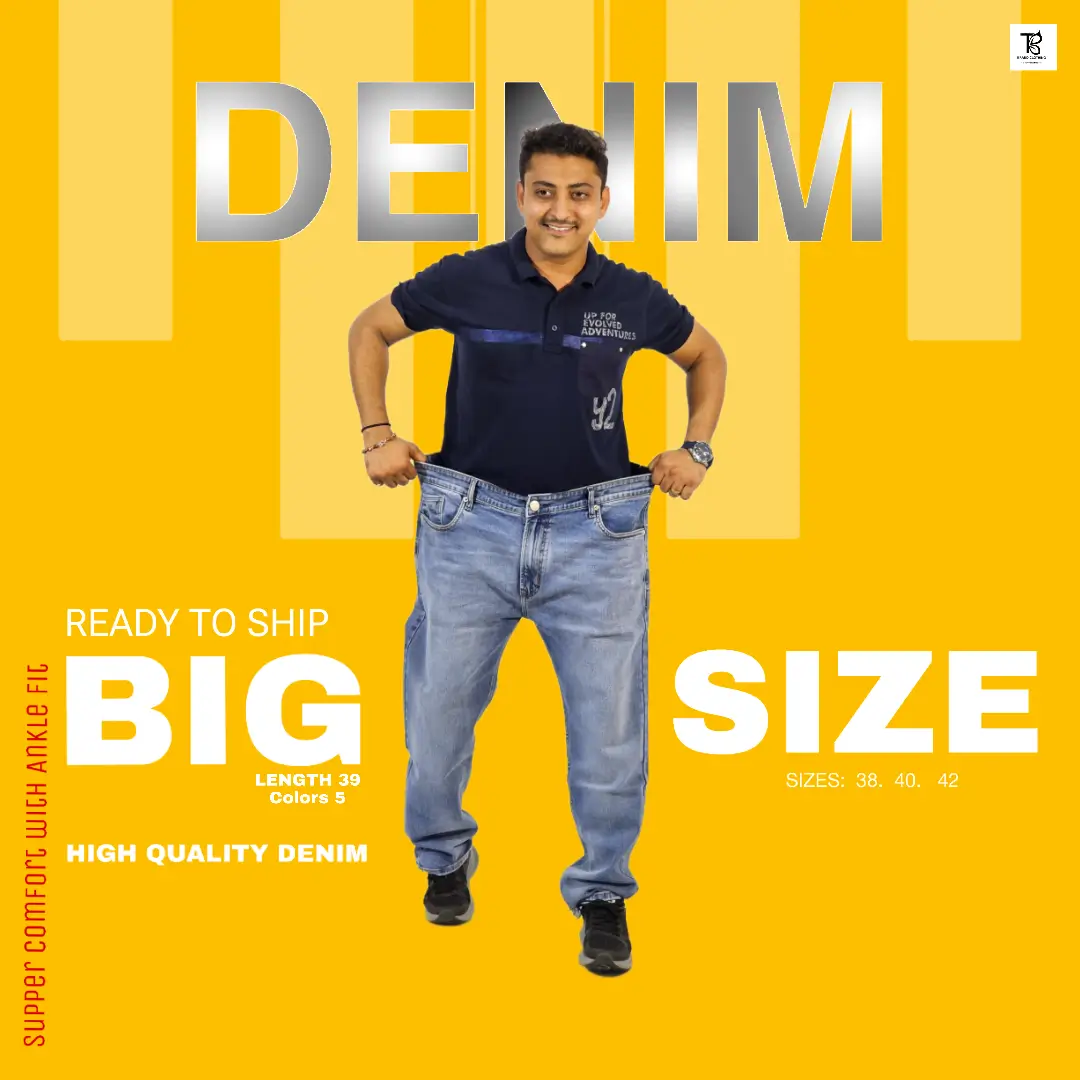 DENIM
UP FOR
EVOLVED
ADVENTURES
y2
READY TO SHIP
BIG SIZE
LENGTH 39
Colors 5
SIZES: 38. 40. 42
HIGH QUALITY DENIM
Supper Comfort with Ankle Fit